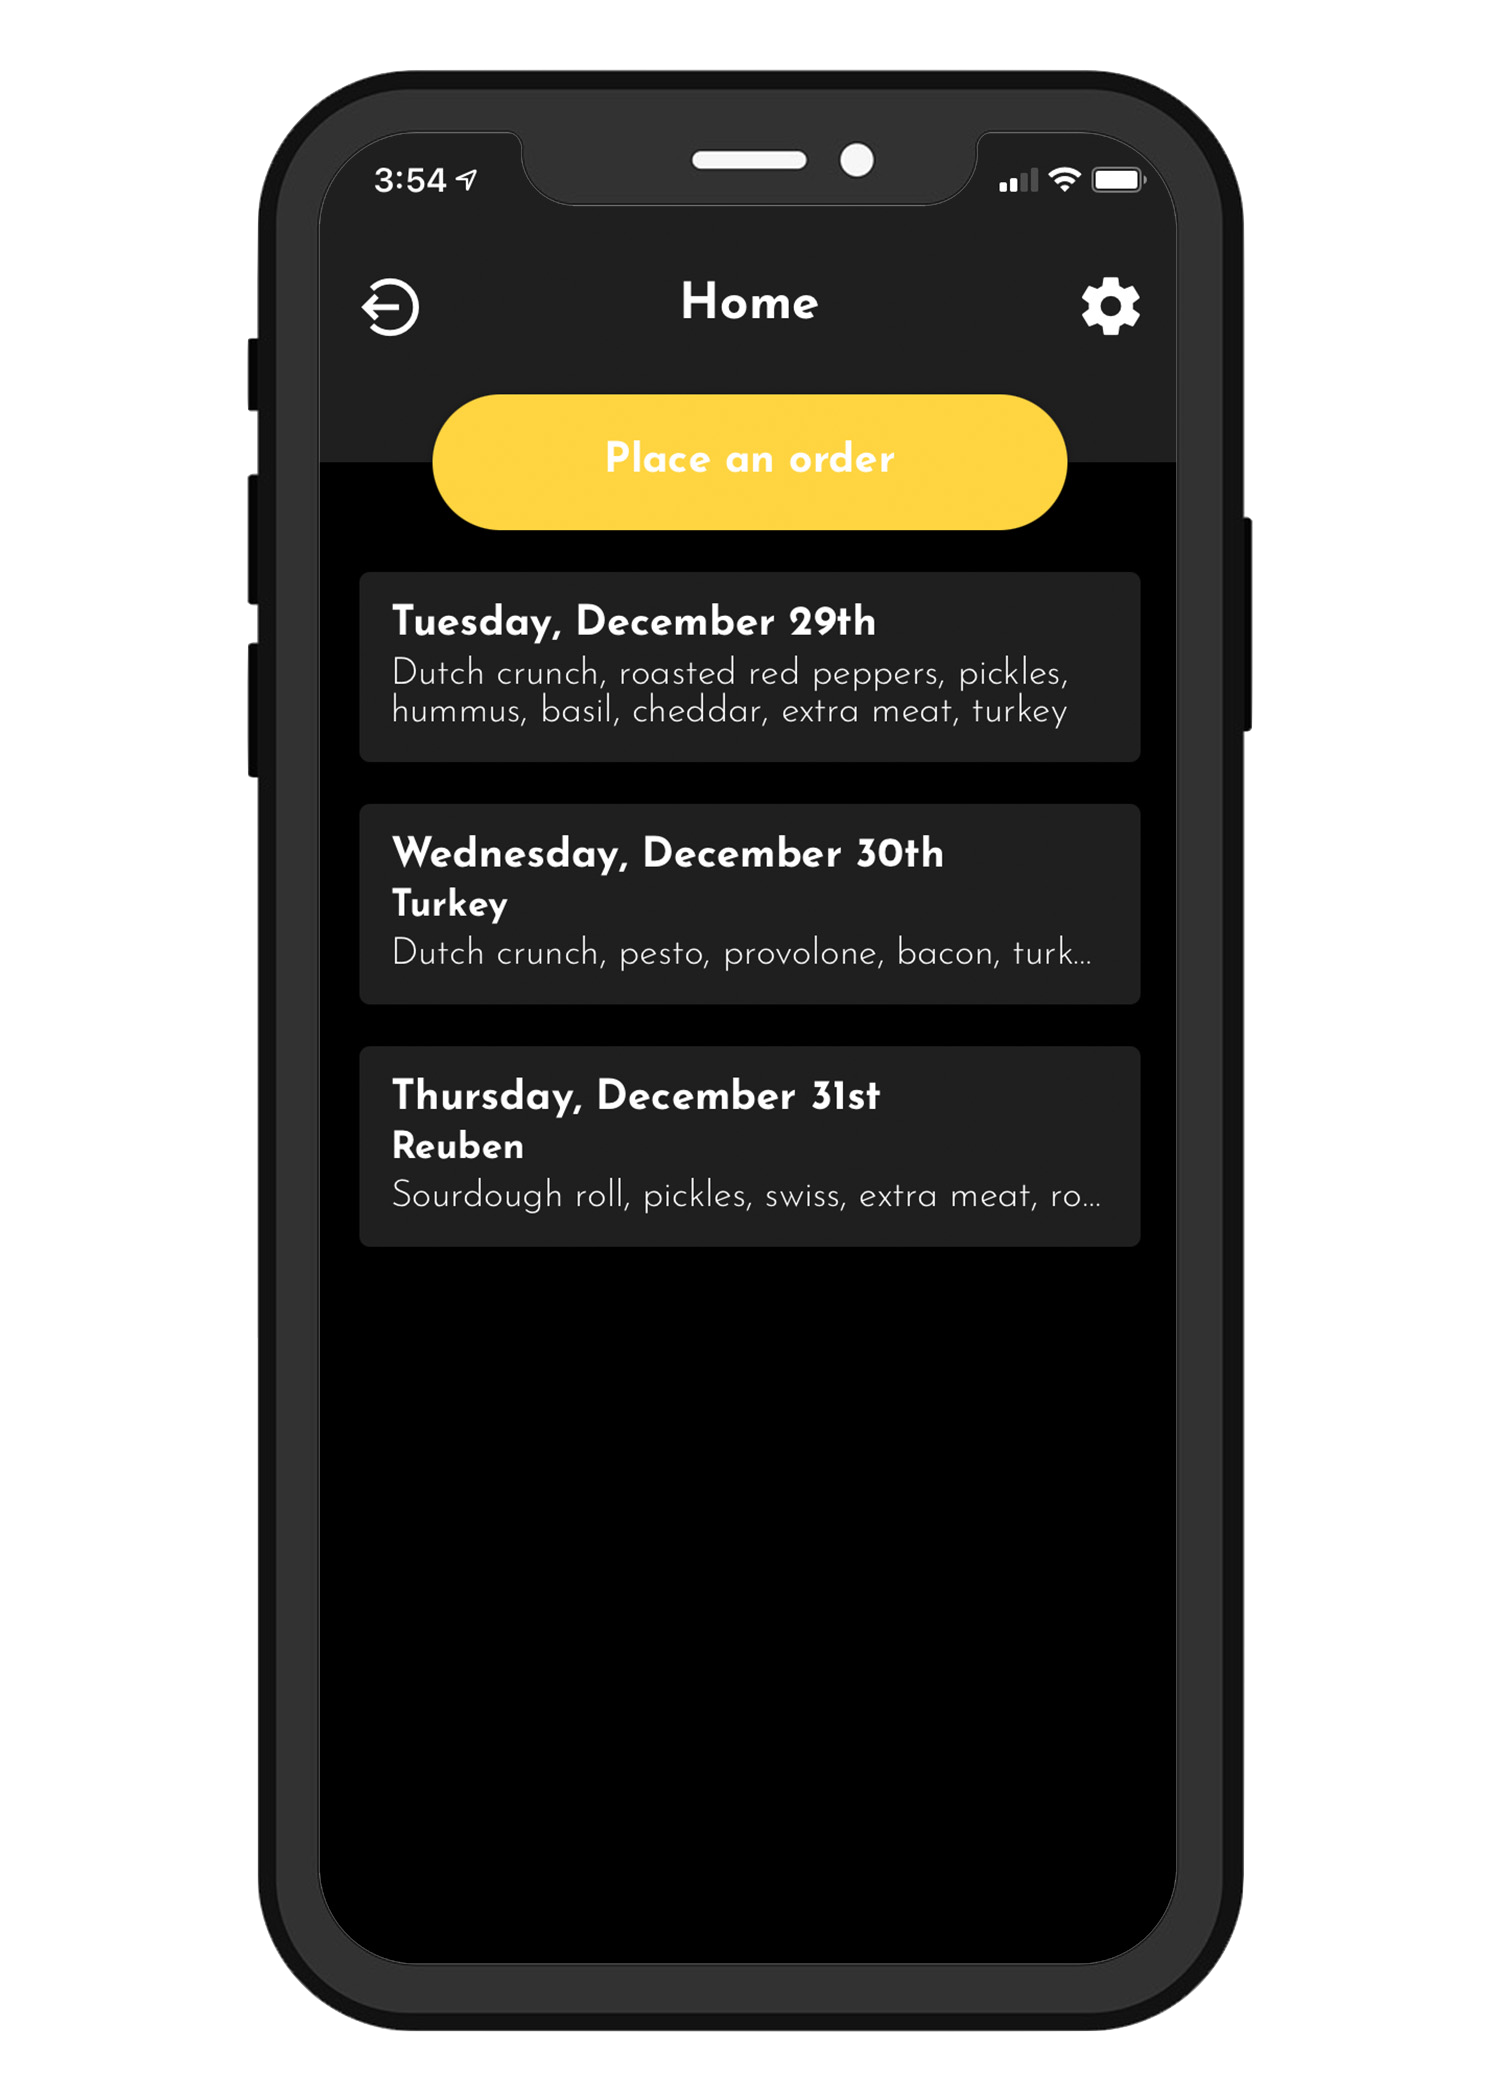 3:54
Home
Place an order
Tuesday, December 29th
Dutch crunch, roasted red peppers, pickles,
hummus, basil, cheddar, extra meat, turkey
Wednesday, December 30th
Turkey
Dutch crunch, pesto, provolone, bacon, turk...
Thursday, December 31st
Reuben
Sourdough roll, pickles, swiss, extra meat, ro...